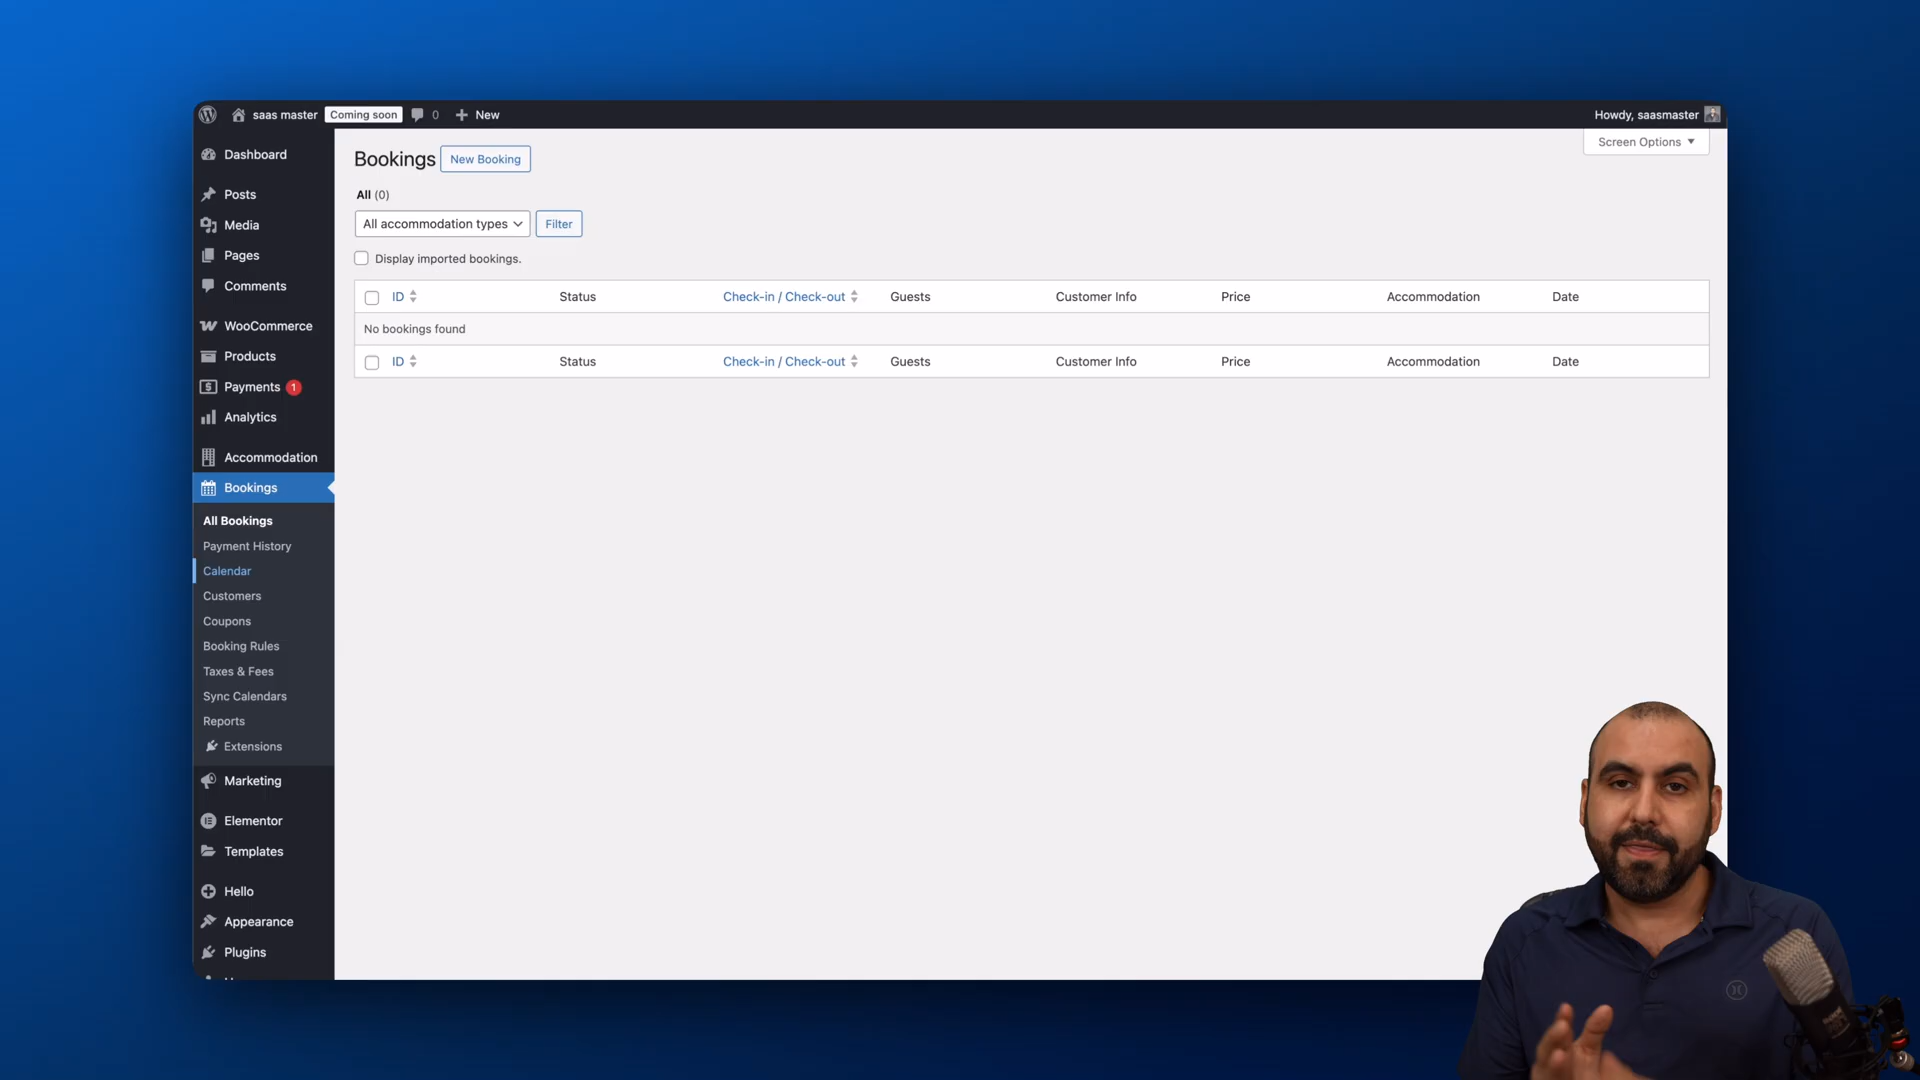 saas master Coming soon 0 New Howdy, saasmaster
Screen Options
Dashboard
Posts
Media
Pages
Comments
WooCommerce
Products
Payments 1
Analytics
Accommodation
Bookings
All Bookings
Payment History
Calendar
Customers
Coupons
Booking Rules
Taxes & Fees
Sync Calendars
Reports
Extensions
Marketing
Elementor
Templates
Hello
Appearance
Plugins
Bookings New Booking
All (0)
All accommodation types Filter
Display imported bookings.
ID Status Check-in / Check-out Guests Customer Info Price Accommodation Date
No bookings found
ID Status Check-in / Check-out Guests Customer Info Price Accommodation Date